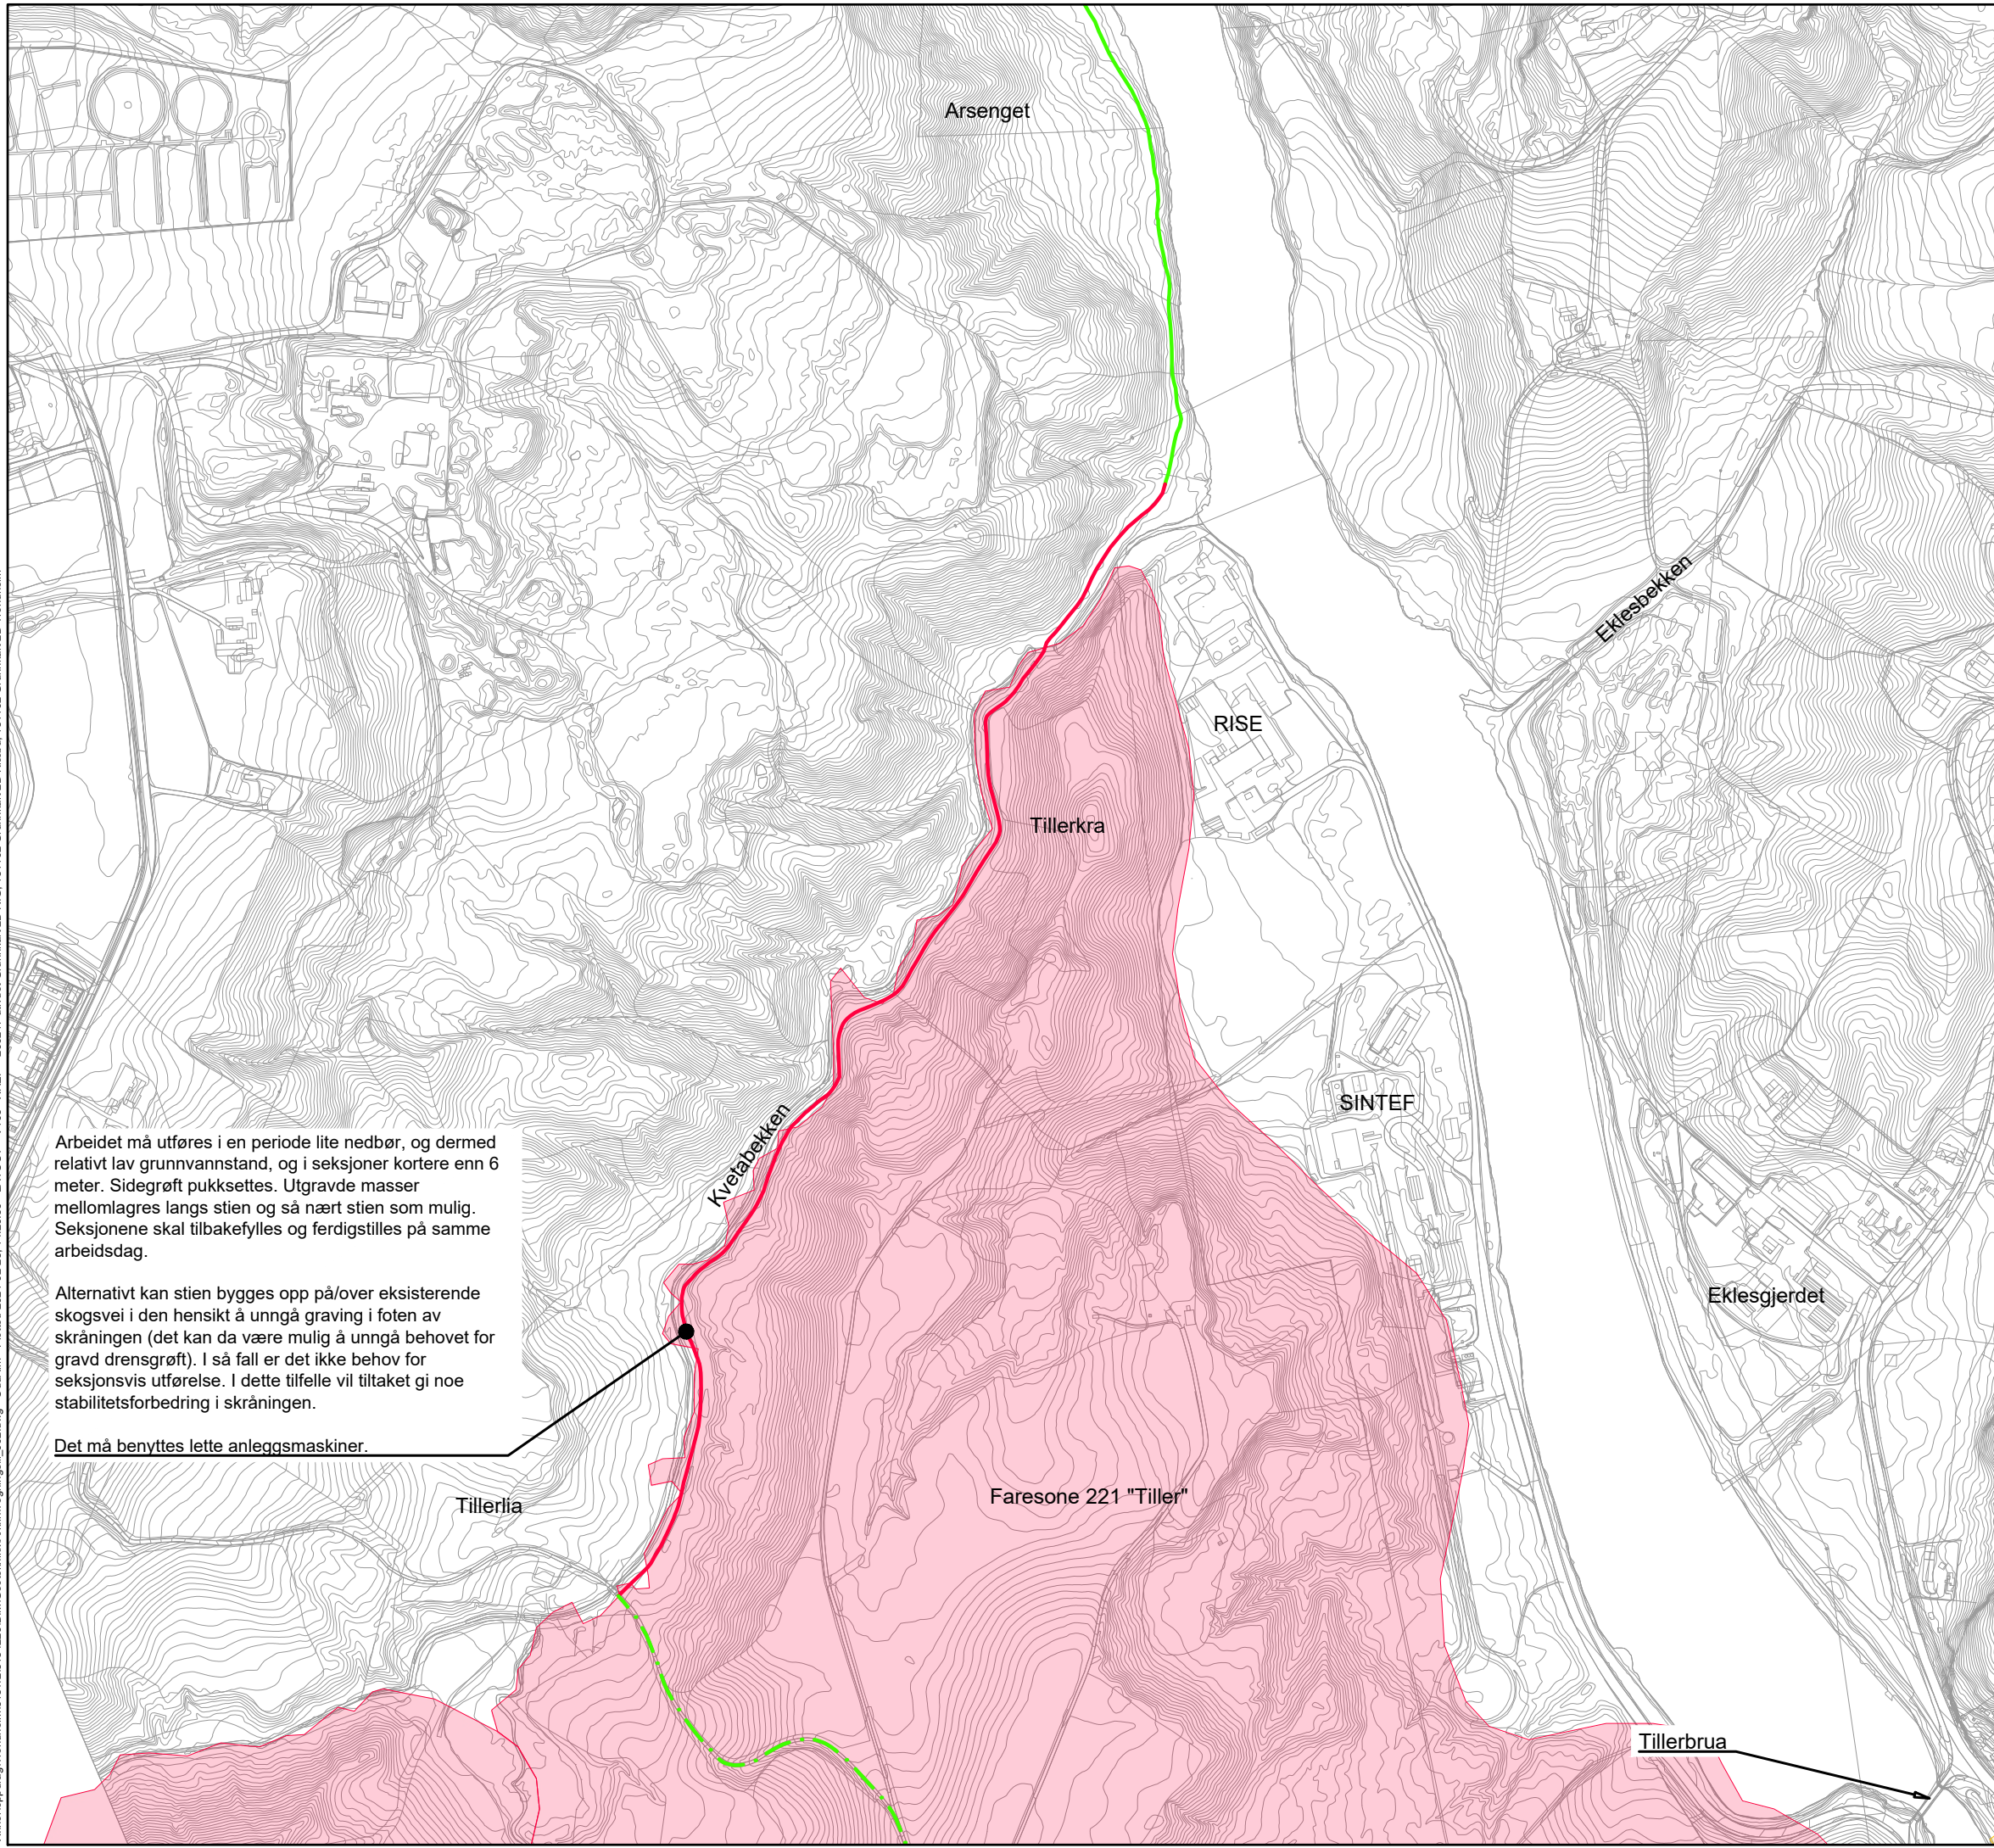 Arsenget
Eklesbekken
RISE
Tillerkra
SINTEF
Kvetabekken
Arbeidet må utføres i en periode lite nedbør, og dermed
relativt lav grunnvannstand, og i seksjoner kortere enn 6
meter. Sidegrøft pukksettes. Utgravde masser
mellomlagres langs stien og så nært stien som mulig.
Seksjonene skal tilbakefylles og ferdigstilles på samme
arbeidsdag.
Alternativt kan stien bygges opp på/over eksisterende
skogsvei i den hensikt å unngå graving i foten av
skråningen (det kan da være mulig å unngå behovet for
gravd drensgrøft). I så fall er det ikke behov for
seksjonsvis utførelse. I dette tilfelle vil tiltaket gi noe
stabilitetsforbedring i skråningen.
Det må benyttes lette anleggsmaskiner.
Eklesgjerdet
Tillerlia
Faresone 221 "Tiller"
Tillerbrua